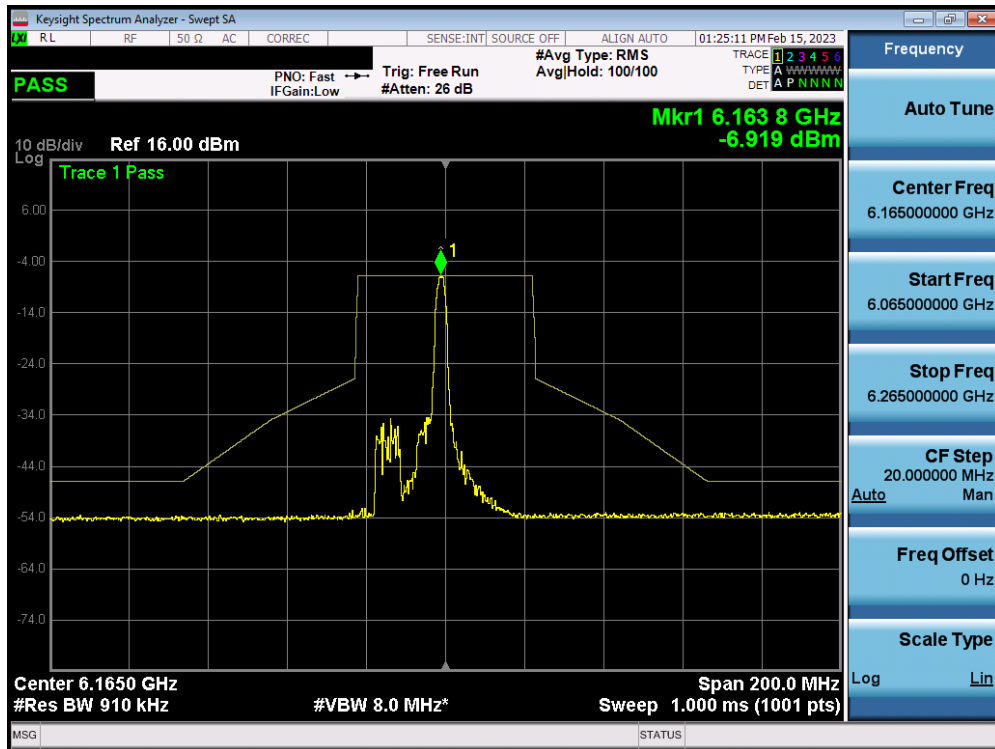 Keysight Spectrum Analyzer - Swept SA
LXI RL RF 50 Ω AC CORREC SENSE:INT SOURCE OFF ALIGN AUTO 01:25:11 PM Feb 15, 2023
PASS
PNO: Fast
IFGain:Low
Trig: Free Run
#Atten: 26 dB
#Avg Type: RMS
Avg|Hold: 100/100
TRACE 1 2 3 4 5 6
TYPE A W W W W W
DET A P N N N N
Mkr1 6.163 8 GHz
-6.919 dBm
10 dB/div Ref 16.00 dBm
Log
Trace 1 Pass
1
6.00
-4.00
-14.0
-24.0
-34.0
-44.0
-54.0
-64.0
-74.0
Center 6.1650 GHz Span 200.0 MHz
#Res BW 910 kHz #VBW 8.0 MHz* Sweep 1.000 ms (1001 pts)
MSG STATUS
Frequency
Auto Tune
Center Freq
6.165000000 GHz
Start Freq
6.065000000 GHz
Stop Freq
6.265000000 GHz
CF Step
20.000000 MHz
Auto Man
Freq Offset
0 Hz
Scale Type
Log Lin